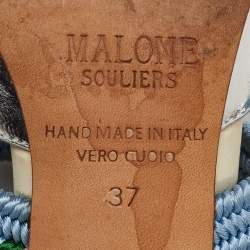 MALONE
SOULIERS
HAND MADE IN ITALY
VERO CUOIO
37